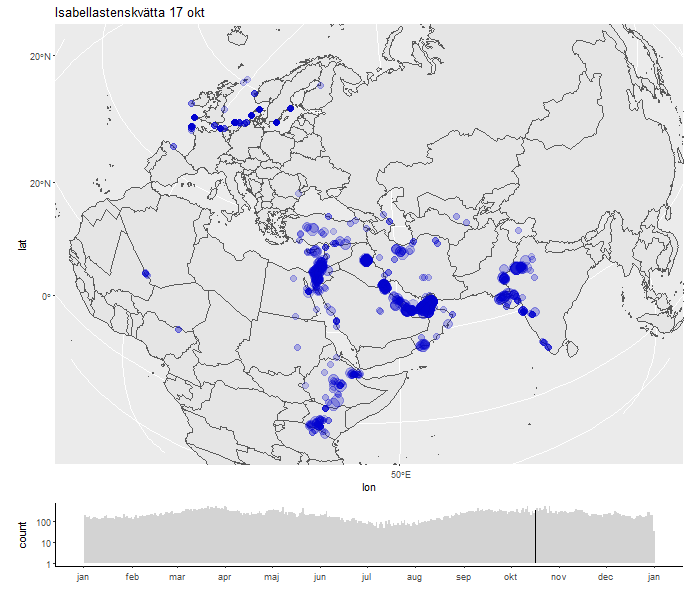 Isabellastenskvätta 17 okt
20°N
20°N
0°
lat
50°E
lon
count
100
10
1
jan feb mar apr maj jun jul aug sep okt nov dec jan